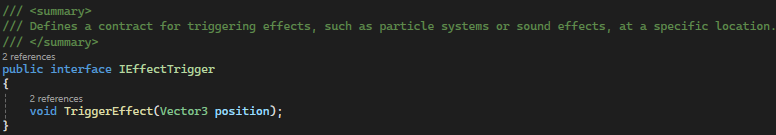 /// <summary>
/// Defines a contract for triggering effects, such as particle systems or sound effects, at a specific location.
/// </summary>
2 references
public interface IEffectTrigger
{
2 references
void TriggerEffect(Vector3 position);
}